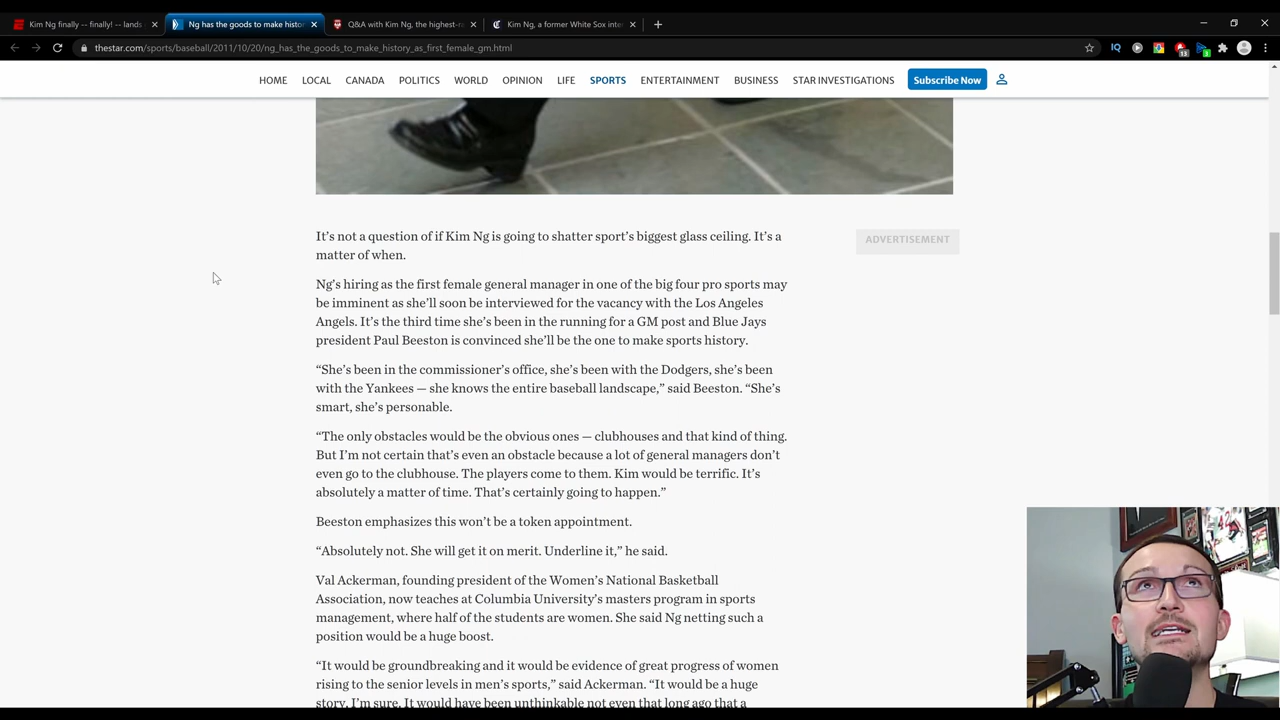 Kim Ng finally -- finally! -- lands
Ng has the goods to make histo
Q&A with Kim Ng, the highest-r
Kim Ng, a former White Sox inte
thestar.com/sports/baseball/2011/10/20/ng_has_the_goods_to_make_history_as_first_female_gm.html
IQ
13
3
HOME LOCAL CANADA POLITICS WORLD OPINION LIFE SPORTS ENTERTAINMENT BUSINESS STAR INVESTIGATIONS Subscribe Now
It’s not a question of if Kim Ng is going to shatter sport’s biggest glass ceiling. It’s a
matter of when.
ADVERTISEMENT
Ng’s hiring as the first female general manager in one of the big four pro sports may
be imminent as she’ll soon be interviewed for the vacancy with the Los Angeles
Angels. It’s the third time she’s been in the running for a GM post and Blue Jays
president Paul Beeston is convinced she’ll be the one to make sports history.
“She’s been in the commissioner’s office, she’s been with the Dodgers, she’s been
with the Yankees — she knows the entire baseball landscape,” said Beeston. “She’s
smart, she’s personable.
“The only obstacles would be the obvious ones — clubhouses and that kind of thing.
But I’m not certain that’s even an obstacle because a lot of general managers don’t
even go to the clubhouse. The players come to them. Kim would be terrific. It’s
absolutely a matter of time. That’s certainly going to happen.”
Beeston emphasizes this won’t be a token appointment.
“Absolutely not. She will get it on merit. Underline it,” he said.
Val Ackerman, founding president of the Women’s National Basketball
Association, now teaches at Columbia University’s masters program in sports
management, where half of the students are women. She said Ng netting such a
position would be a huge boost.
“It would be groundbreaking and it would be evidence of great progress of women
rising to the senior levels in men’s sports,” said Ackerman. “It would be a huge
story, I’m sure. It would have been unthinkable not even that long ago that a